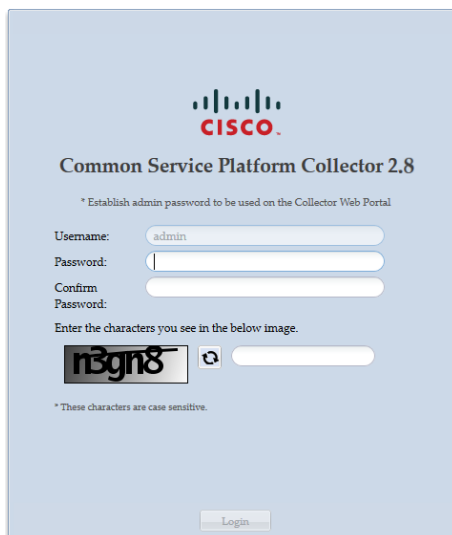 CISCO
Common Service Platform Collector 2.8
* Establish admin password to be used on the Collector Web Portal
Username: admin
Password:
Confirm
Password:
Enter the characters you see in the below image.
n3gn8
* These characters are case sensitive.
Login